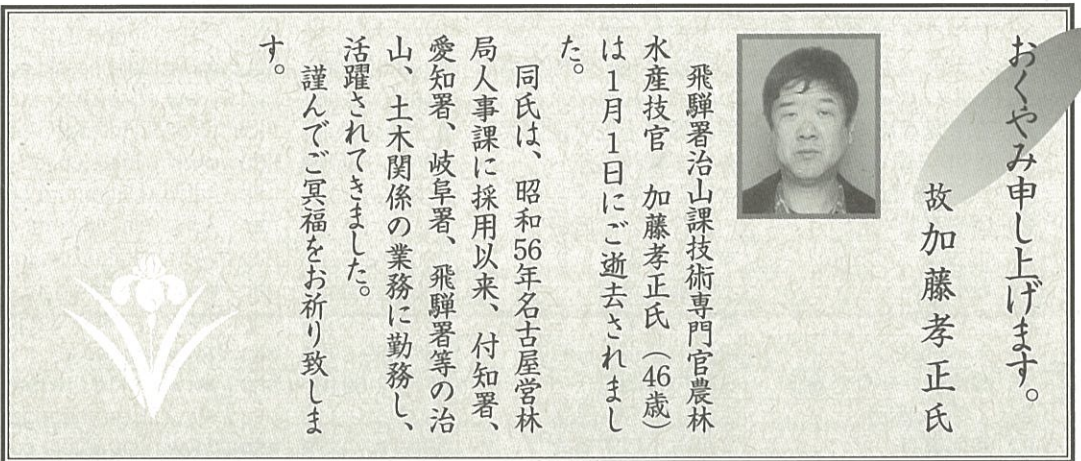 おくやみ申し上げます。
故加藤孝正氏
飛騨署治山課技術専門官農林
水産技官　加藤孝正氏（46歳）
は1月1日にご逝去されまし
た。
同氏は、昭和56年名古屋営林
局人事課に採用以来、付知署、
愛知署、岐阜署、飛騨署等の治
山、土木関係の業務に勤務し、
活躍されてきました。
謹んでご冥福をお祈り致しま
す。